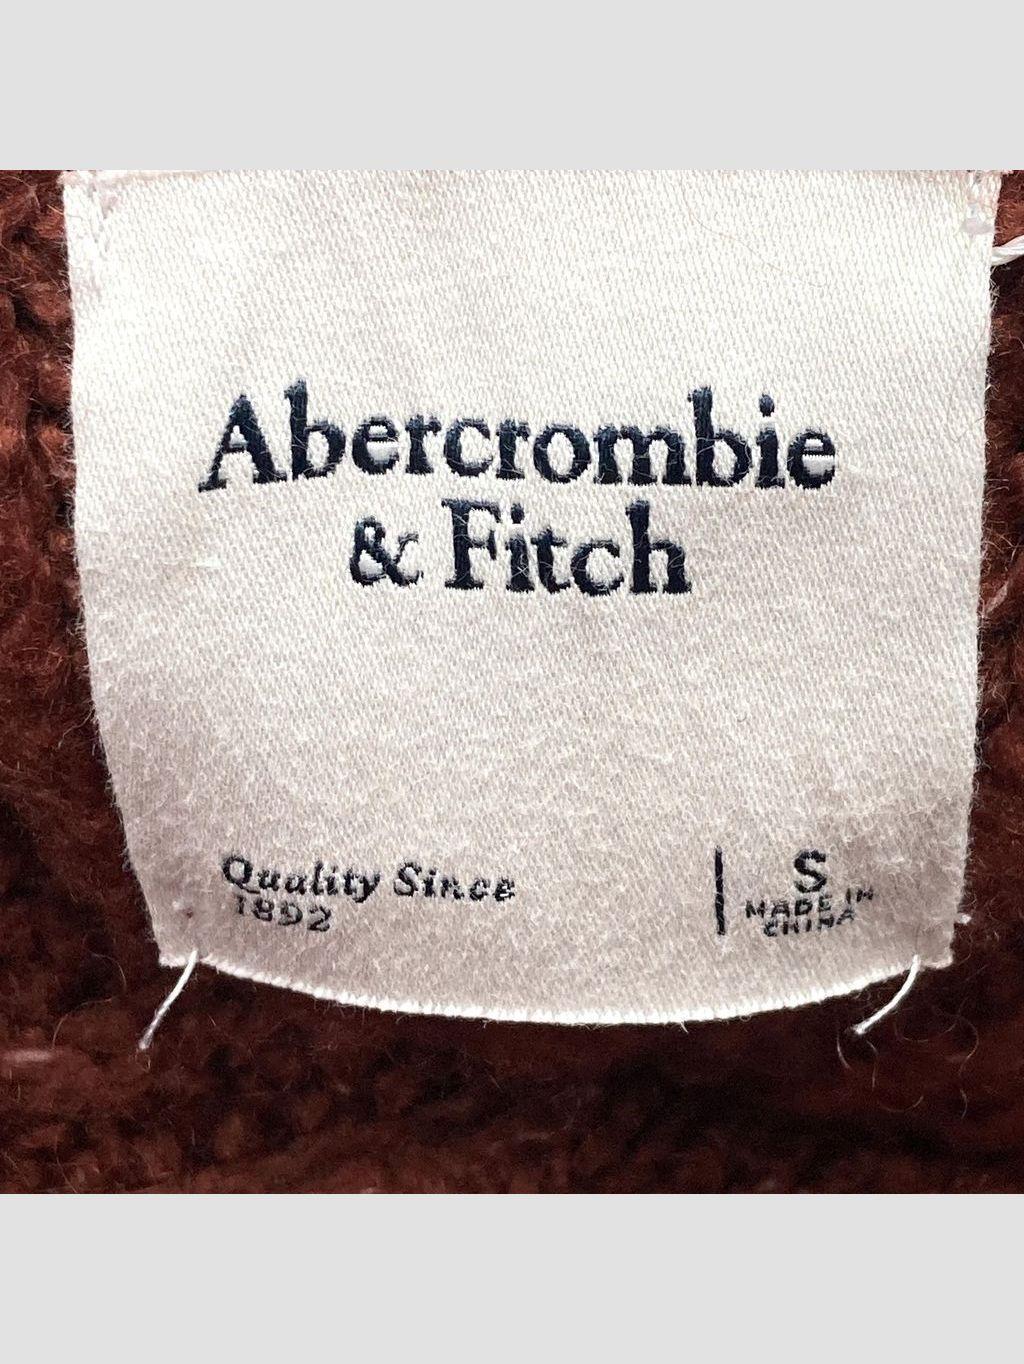 Abercrombie
& Fitch
Quality Since
1892
S
MADE IN
CHINA